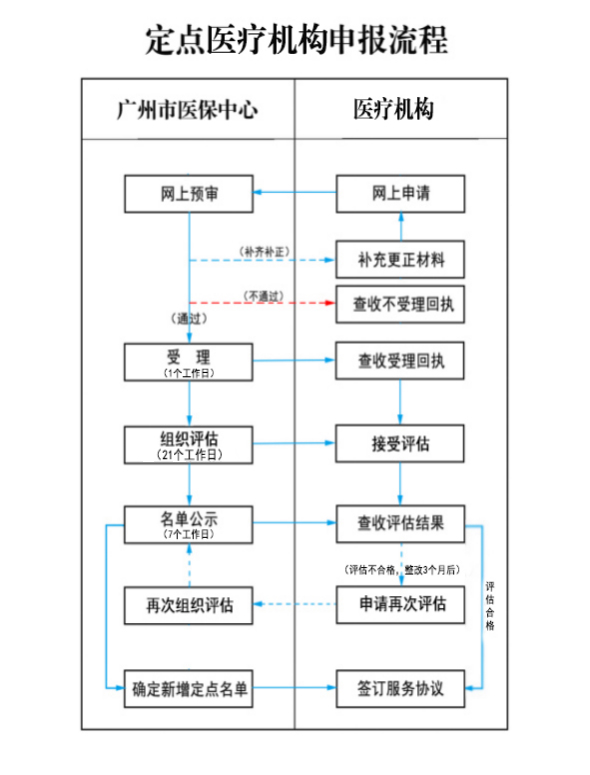 定点医疗机构申报流程
广州市医保中心
医疗机构
网上预审
网上申请
(补齐补正)
补充更正材料
(不通过)
查收不受理回执
(通过)
受 理
(1个工作日)
查收受理回执
组织评估
(21个工作日)
接受评估
名单公示
(7个工作日)
查收评估结果
(评估不合格，整改3个月后)
再次组织评估
申请再次评估
评估合格
确定新增定点名单
签订服务协议